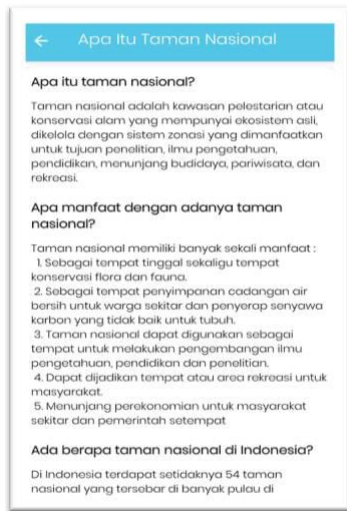 Apa Itu Taman Nasional
Apa itu taman nasional?
Taman nasional adalah kawasan pelestarian atau
konservasi alam yang mempunyai ekosistem asli,
dikelola dengan sistem zonasi yang dimanfaatkan
untuk tujuan penelitian, ilmu pengetahuan,
pendidikan, menunjang budidaya, pariwisata, dan
rekreasi.
Apa manfaat dengan adanya taman
nasional?
Taman nasional memiliki banyak sekali manfaat :
1. Sebagai tempat tinggal sekaligu tempat
konservasi flora dan fauna.
2. Sebagai tempat penyimpanan cadangan air
bersih untuk warga sekitar dan penyerap senyawa
karbon yang tidak baik untuk tubuh.
3. Taman nasional dapat digunakan sebagai
tempat untuk melakukan pengembangan ilmu
pengetahuan, pendidikan dan penelitian.
4. Dapat dijadikan tempat atau area rekreasi untuk
masyarakat.
5. Menunjang perekonomian untuk masyarakat
sekitar dan pemerintah setempat
Ada berapa taman nasional di Indonesia?
Di Indonesia terdapat setidaknya 54 taman
nasional yang tersebar di banyak pulau di